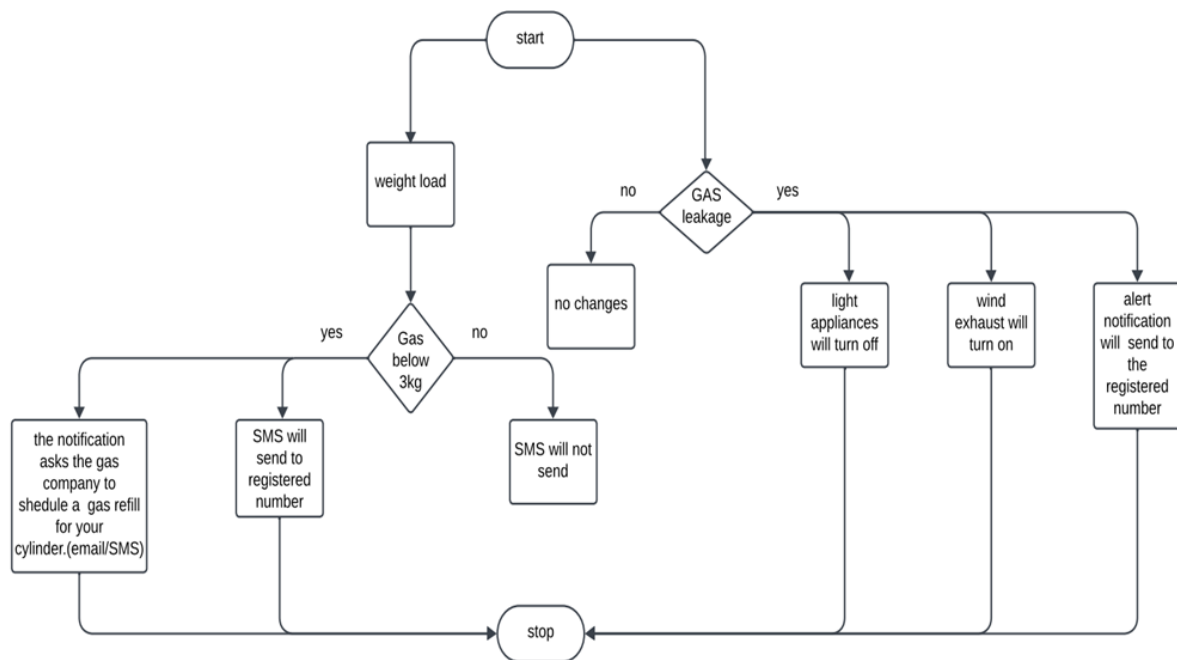 start
weight load
no
GAS
leakage
yes
no changes
light
appliances
will turn off
wind
exhaust will
turn on
alert
notification
will send to
the
registered
number
yes
Gas
below
3kg
no
the notification
asks the gas
company to
shedule a gas refill
for your
cylinder.(email/SMS)
SMS will
send to
registered
number
SMS will not
send
stop